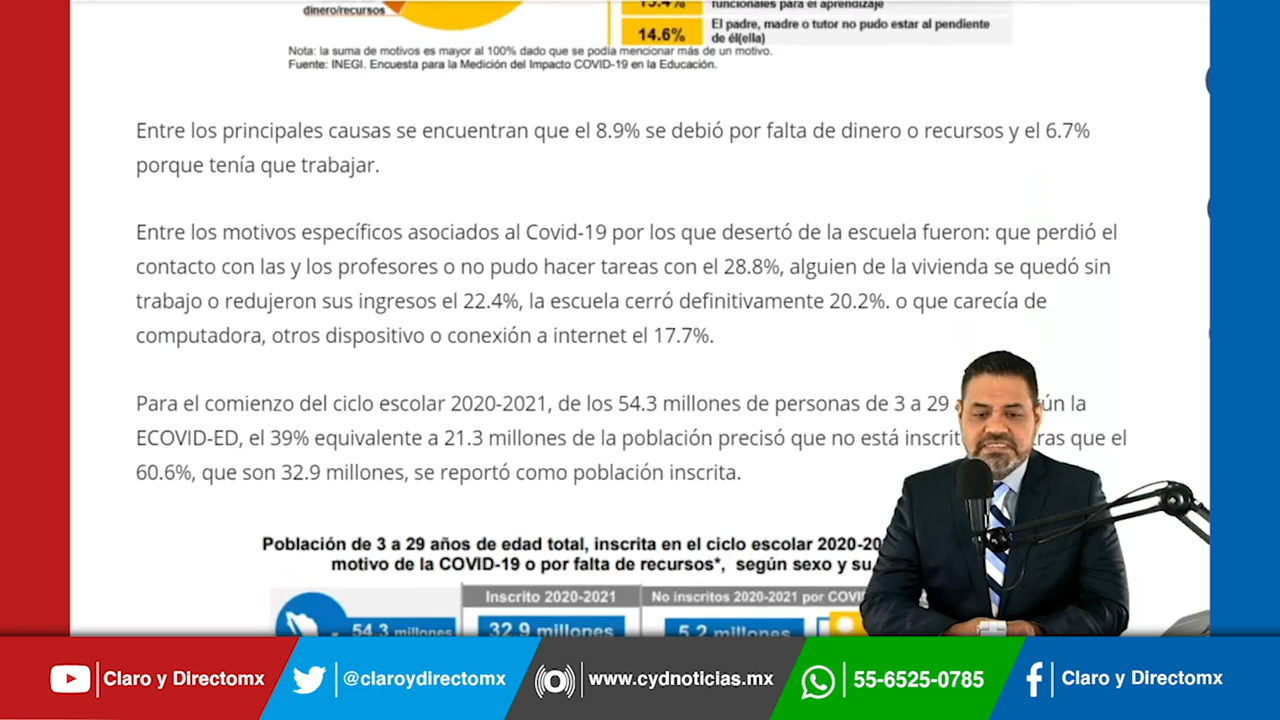 dinero/recursos
15.4%
funcionales para el aprendizaje
14.6%
El padre, madre o tutor no pudo estar al pendiente
de él(ella)
Nota: la suma de motivos es mayor al 100% dado que se podía mencionar más de un motivo.
Fuente: INEGI. Encuesta para la Medición del Impacto COVID-19 en la Educación.
Entre los principales causas se encuentran que el 8.9% se debió por falta de dinero o recursos y el 6.7%
porque tenía que trabajar.
Entre los motivos específicos asociados al Covid-19 por los que desertó de la escuela fueron: que perdió el
contacto con las y los profesores o no pudo hacer tareas con el 28.8%, alguien de la vivienda se quedó sin
trabajo o redujeron sus ingresos el 22.4%, la escuela cerró definitivamente 20.2%. o que carecía de
computadora, otros dispositivo o conexión a internet el 17.7%.
Para el comienzo del ciclo escolar 2020-2021, de los 54.3 millones de personas de 3 a 29 la
ECOVID-ED, el 39% equivalente a 21.3 millones de la población precisó que no está que el
60.6%, que son 32.9 millones, se reportó como población inscrita.
Población de 3 a 29 años de edad total, inscrita en el ciclo escolar
motivo de la COVID-19 o por falta de recursos*, según sexo y
Inscrito 2020-2021
No inscritos 2020-2021 por
54.3 millones
32.9 millones
5.2 millones
Claro y Directomx
@claroydirectomx
www.cydnoticias.mx
55-6525-0785
Claro y Directomx